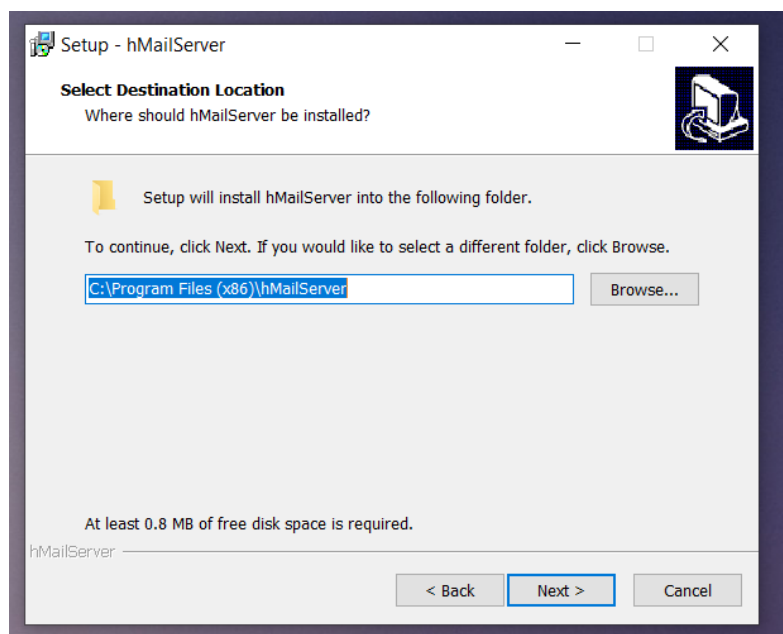 Setup - hMailServer
Select Destination Location
Where should hMailServer be installed?
Setup will install hMailServer into the following folder.
To continue, click Next. If you would like to select a different folder, click Browse.
C:\Program Files (x86)\hMailServer
Browse...
At least 0.8 MB of free disk space is required.
hMailServer
< Back
Next >
Cancel